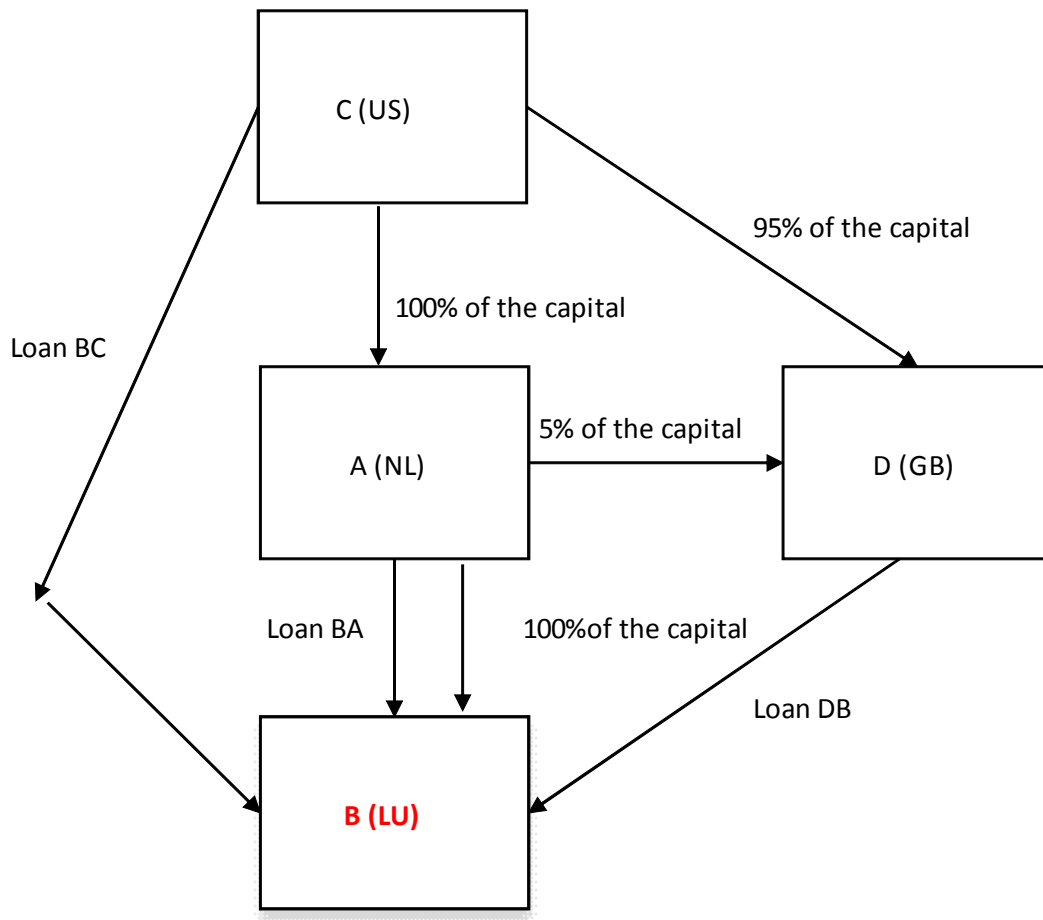 C (US)
95% of the capital
100% of the capital
Loan BC
5% of the capital
A (NL)
D (GB)
Loan BA
100%of the capital
Loan DB
B (LU)